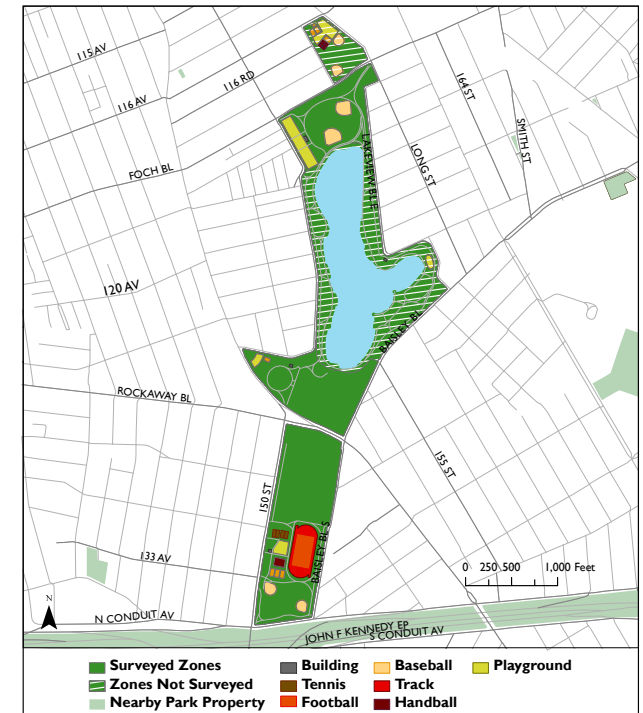 115 AV
116 RD
164 ST
116 AV
SMITH ST
LAKEVIEW BL E
LONG ST
FOCH BL
120 AV
BAISLEY BL
ROCKAWAY BL
155 ST
150 ST
BAISLEY BL S
133 AV
0 250 500 1,000 Feet
N
N CONDUIT AV
JOHN F KENNEDY EP
S CONDUIT AV
Surveyed Zones
Zones Not Surveyed
Nearby Park Property
Building
Tennis
Football
Baseball
Track
Handball
Playground